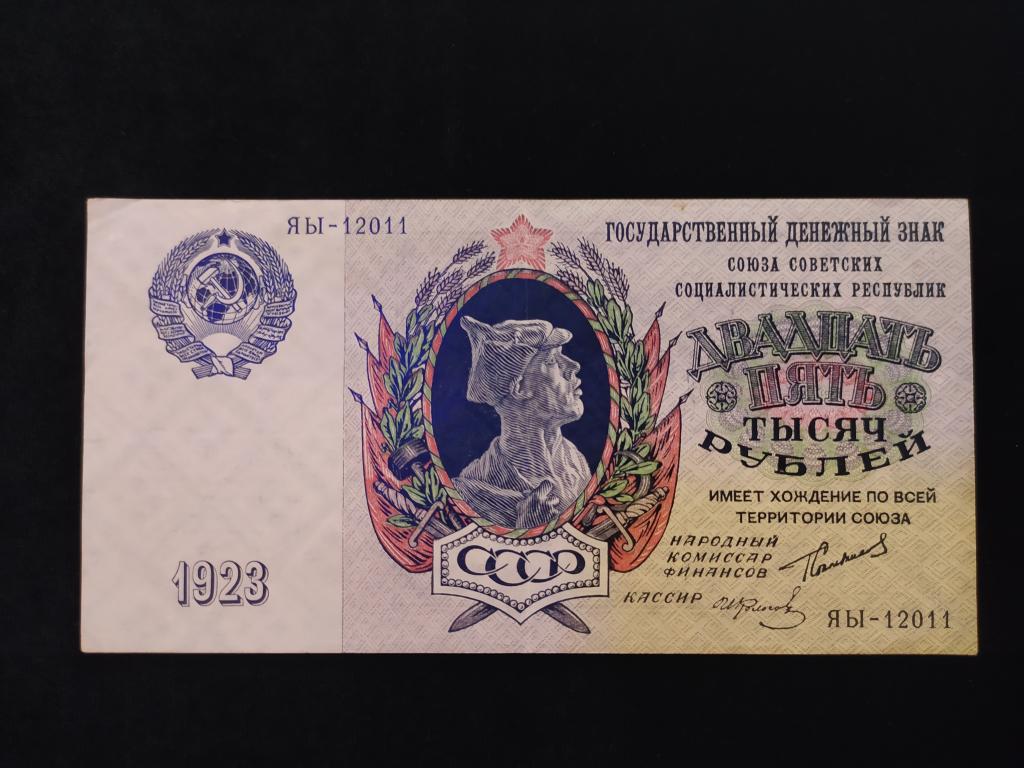 ЯЫ-12011
ГОСУДАРСТВЕННЫЙ ДЕНЕЖНЫЙ ЗНАК
СОЮЗА СОВЕТСКИХ
СОЦИАЛИСТИЧЕСКИХ РЕСПУБЛИК
ДВАДЦАТЬ
ПЯТЬ
ТЫСЯЧ
РУБЛЕЙ
ИМЕЕТ ХОЖДЕНИЕ ПО ВСЕЙ
ТЕРРИТОРИИ СОЮЗА
НАРОДНЫЙ
КОМИССАР
ФИНАНСОВ
КАССИР
ЯЫ-12011
СССР
1923